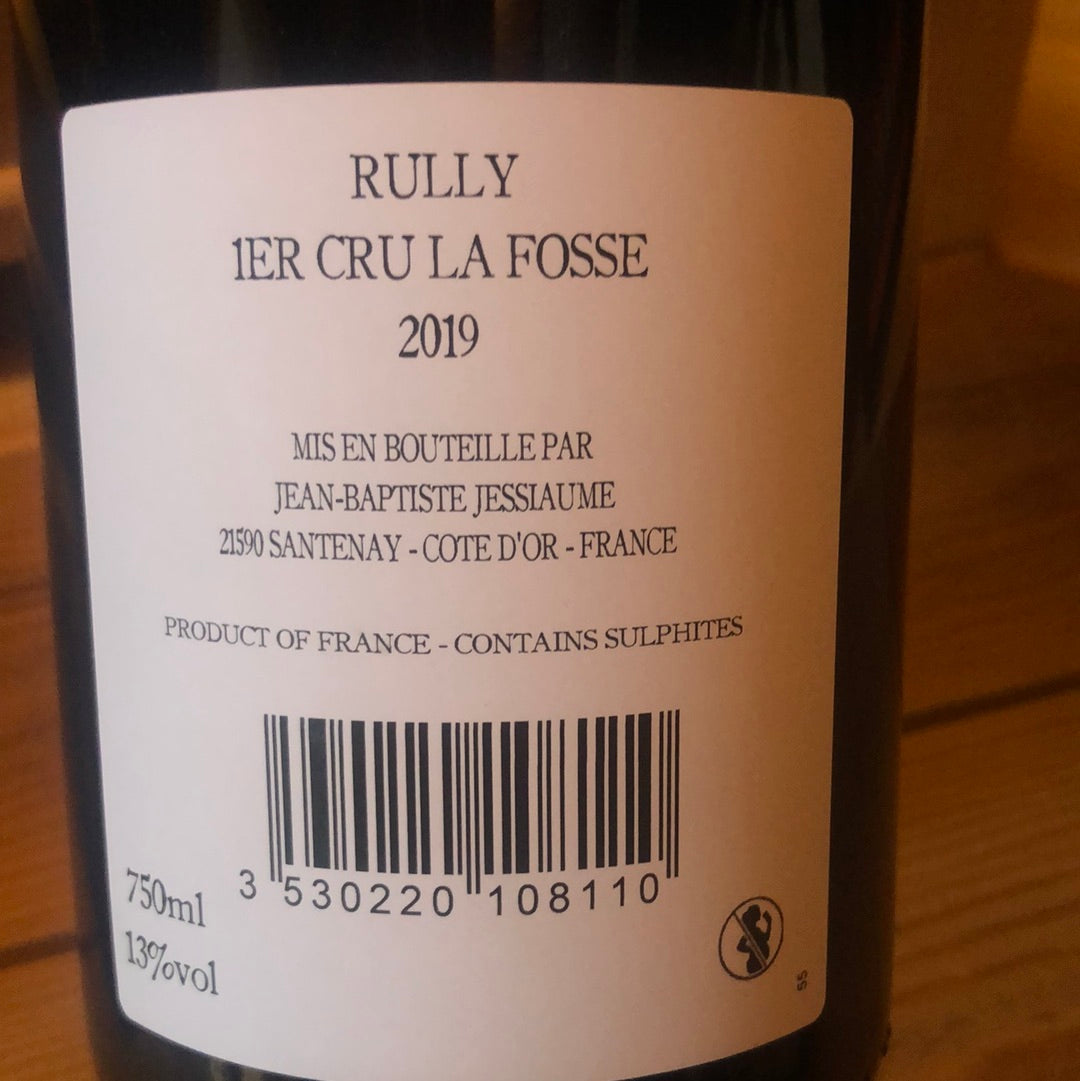 RULLY
1ER CRU LA FOSSE
2019
MIS EN BOUTEILLE PAR
JEAN-BAPTISTE JESSIAUME
21590 SANTENAY - COTE D'OR - FRANCE
PRODUCT OF FRANCE - CONTAINS SULPHITES
3 530220 108110
750ml
13%vol
55